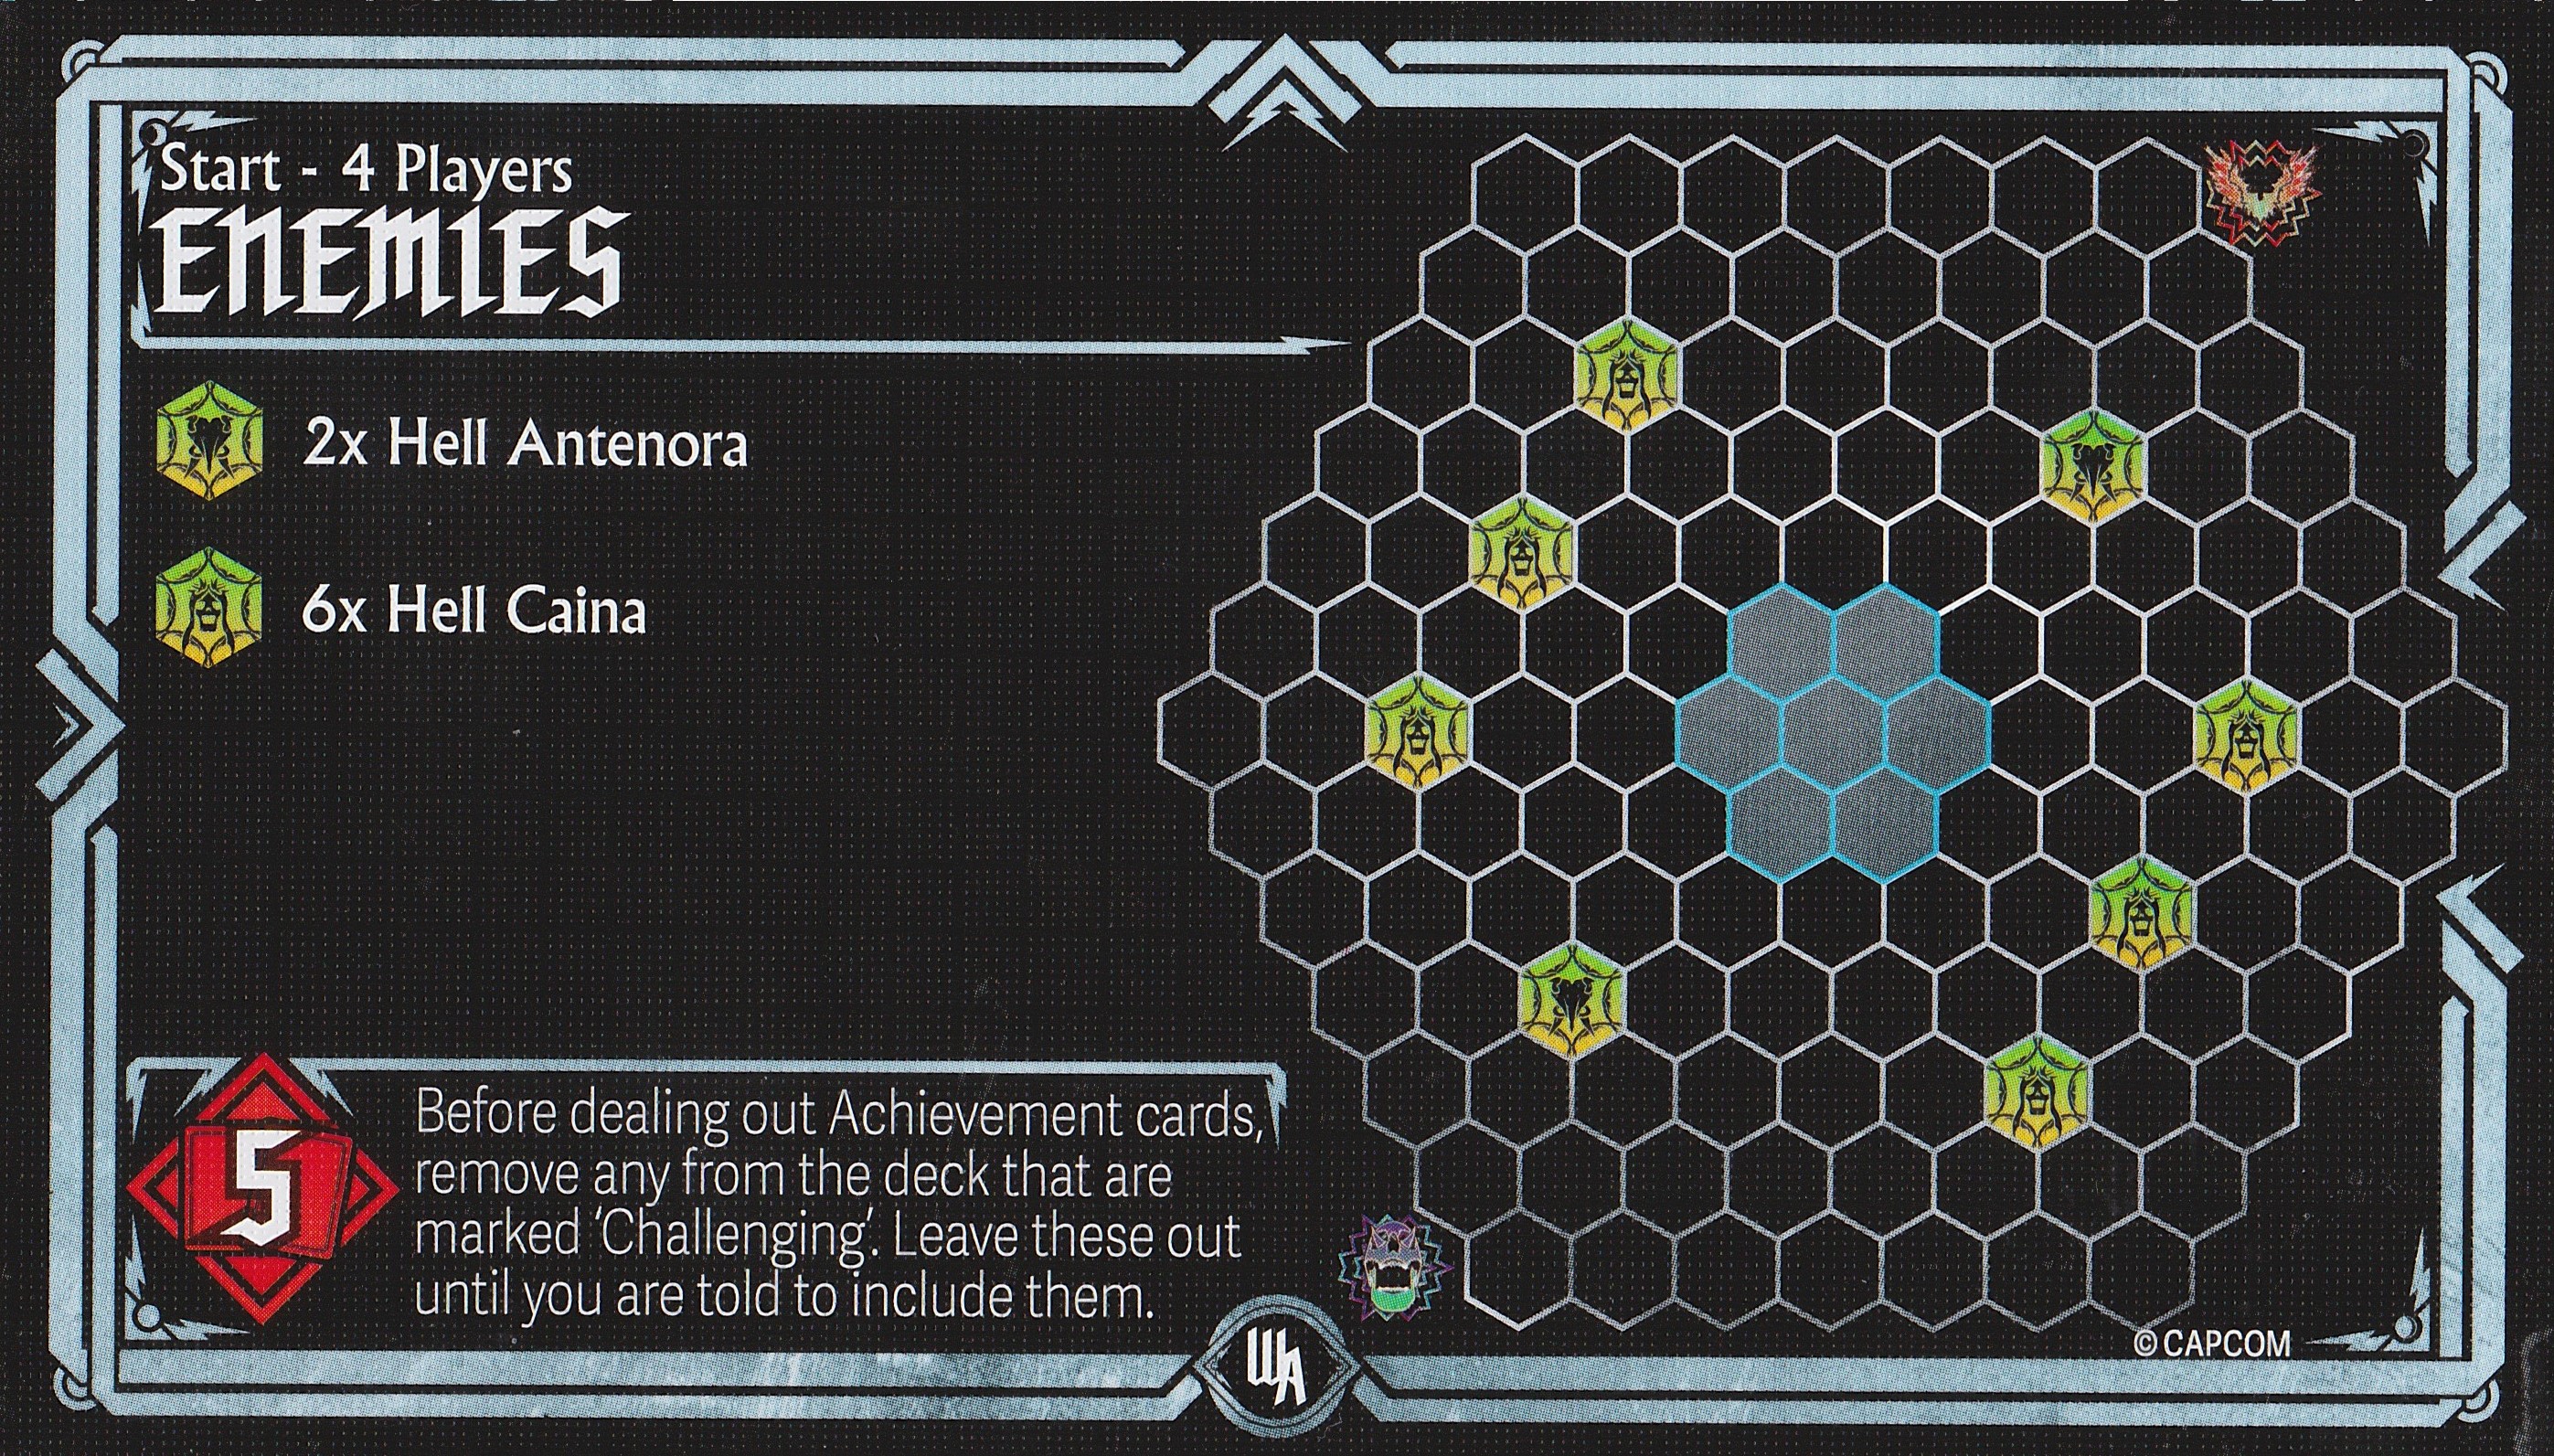 Start - 4 Players
ENEMIES
2x Hell Antenora
6x Hell Caina
5
Before dealing out Achievement cards,
remove any from the deck that are
marked ‘Challenging’. Leave these out
until you are told to include them.
WA
© CAPCOM